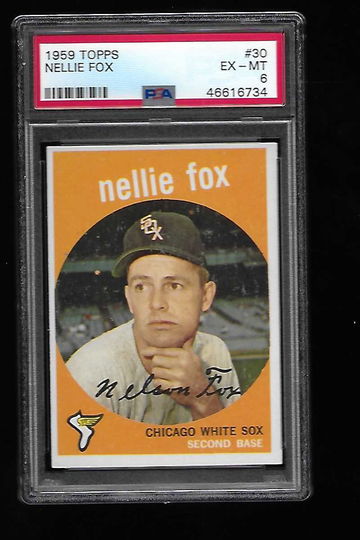 1959 TOPPS #30
NELLIE FOX EX-MT
6
PSA 46616734
nellie fox
SOX
Nelson Fox
CHICAGO WHITE SOX
SECOND BASE